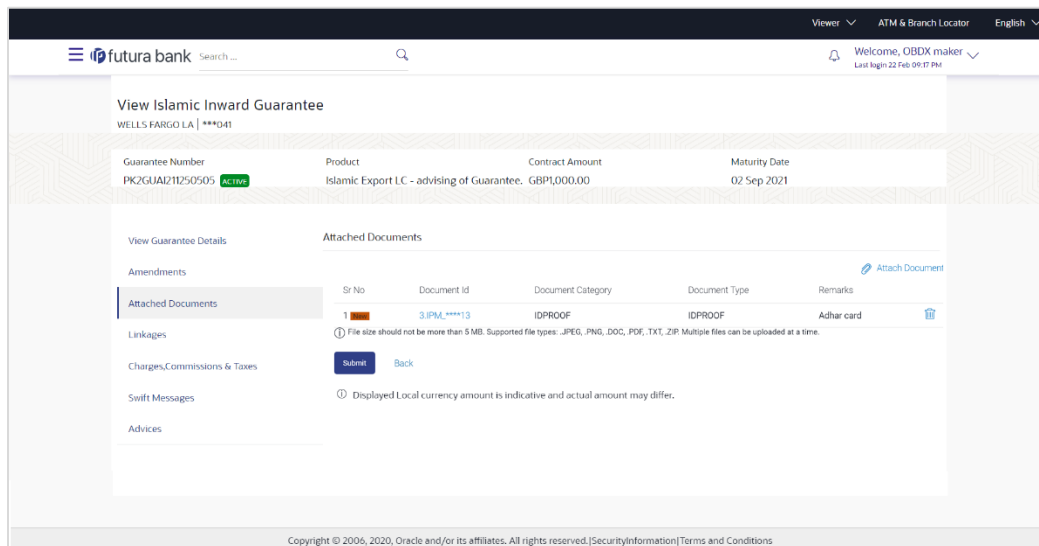 Viewer ATM & Branch Locator English
futura bank Search ... Welcome, OBDX maker
Last login 22 Feb 09:17 PM
View Islamic Inward Guarantee
WELLS FARGO LA | ***041
Guarantee Number Product Contract Amount Maturity Date
PK2GUAI211250505 ACTIVE Islamic Export LC - advising of Guarantee. GBP1,000.00 02 Sep 2021
View Guarantee Details
Amendments
Attached Documents
Linkages
Charges,Commissions & Taxes
Swift Messages
Advices
Attached Documents
Attach Document
Sr No Document Id Document Category Document Type Remarks
1 New 3.IPM_****13 IDPROOF IDPROOF Adhar card
File size should not be more than 5 MB. Supported file types: .JPEG, .PNG, .DOC, .PDF, .TXT, .ZIP. Multiple files can be uploaded at a time.
Submit Back
Displayed Local currency amount is indicative and actual amount may differ.
Copyright © 2006, 2020, Oracle and/or its affiliates. All rights reserved.|SecurityInformation|Terms and Conditions